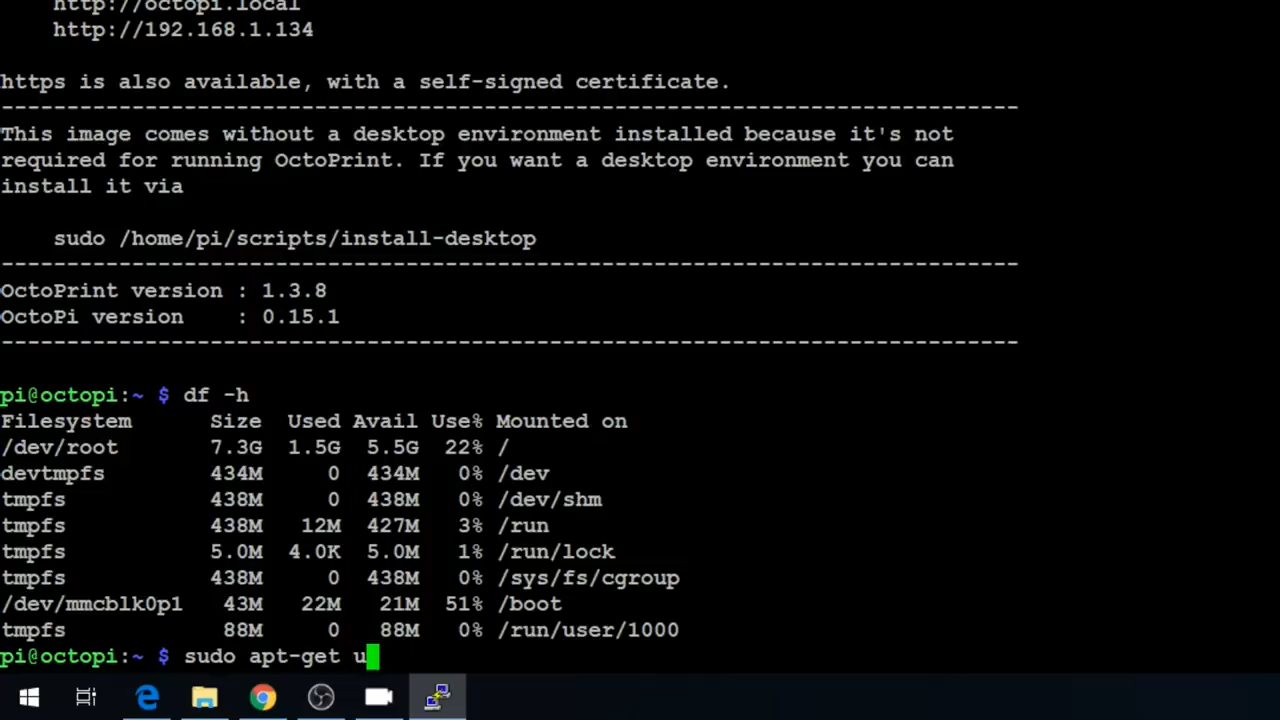 http://octopi.local
http://192.168.1.134
https is also available, with a self-signed certificate.
------------------------------------------------------------------------------
This image comes without a desktop environment installed because it's not
required for running OctoPrint. If you want a desktop environment you can
install it via
sudo /home/pi/scripts/install-desktop
------------------------------------------------------------------------------
OctoPrint version : 1.3.8
OctoPi version    : 0.15.1
------------------------------------------------------------------------------
pi@octopi:~ $ df -h
Filesystem      Size  Used Avail Use% Mounted on
/dev/root       7.3G  1.5G  5.5G  22% /
devtmpfs        434M     0  434M   0% /dev
tmpfs           438M     0  438M   0% /dev/shm
tmpfs           438M   12M  427M   3% /run
tmpfs           5.0M  4.0K  5.0M   1% /run/lock
tmpfs           438M     0  438M   0% /sys/fs/cgroup
/dev/mmcblk0p1   43M   22M   21M  51% /boot
tmpfs            88M     0   88M   0% /run/user/1000
pi@octopi:~ $ sudo apt-get u